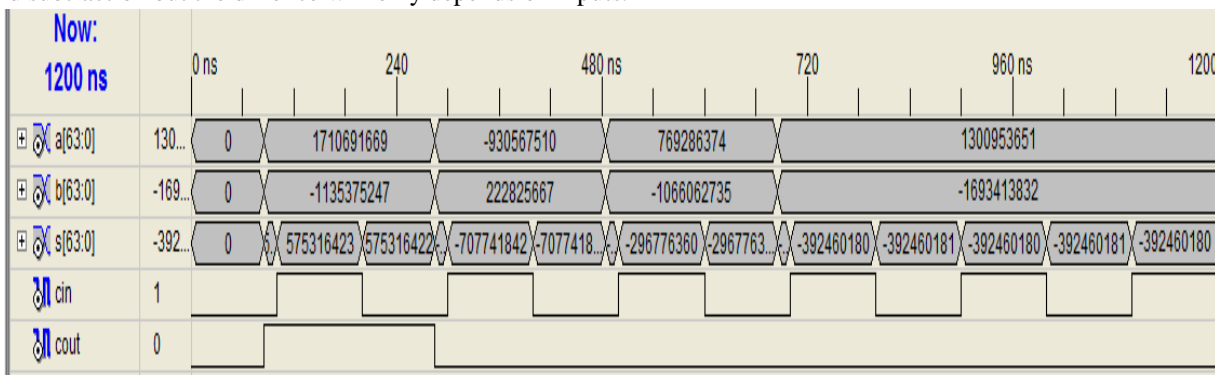 Now:
1200 ns
0 ns 240 480 ns 720 960 ns 1200
a[63:0] 130... 0 1710691669 -930567510 769286374 1300953651
b[63:0] -169... 0 -1135375247 222825667 -1066062735 -1693413832
s[63:0] -392... 0 575316423 575316422 -707741842 -7077418... -296776360 -2967763... -392460180 -392460181 -392460180 -392460181 -392460180
cin 1
cout 0